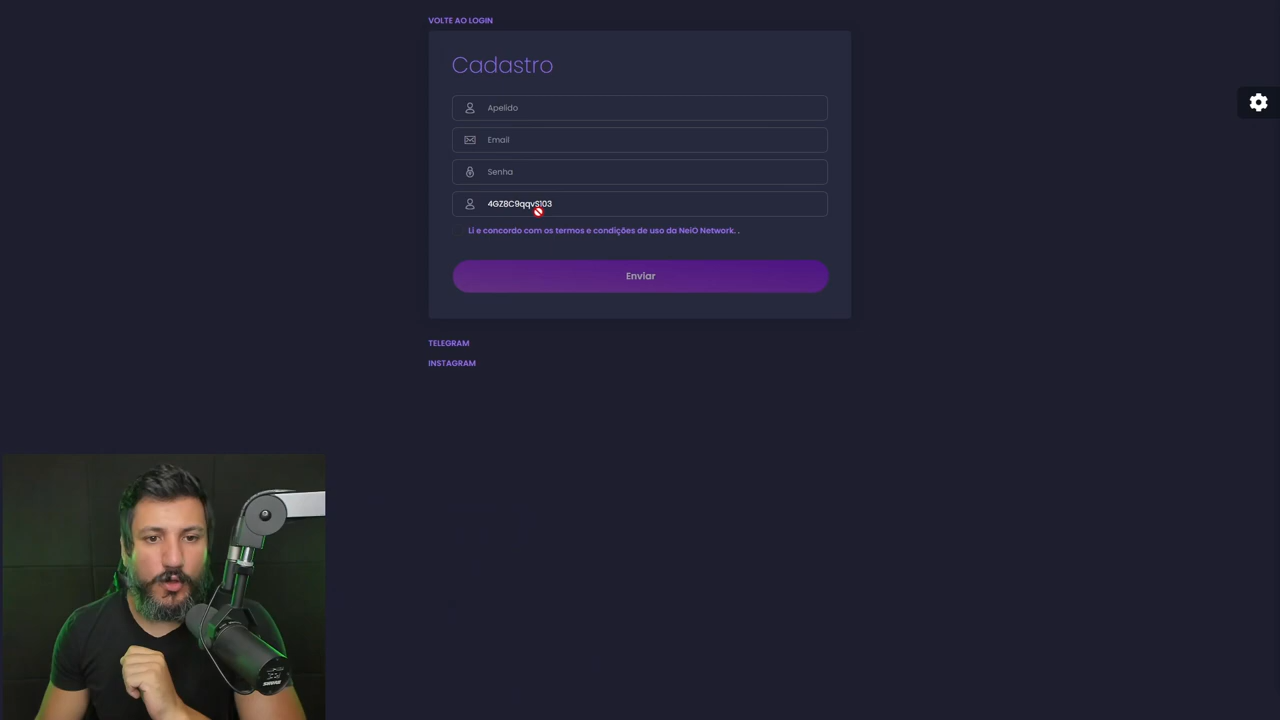 VOLTE AO LOGIN
Cadastro
Apelido
Email
Senha
4GZ8C9qqvS103
Li e concordo com os termos e condições de uso da NeiO Network. .
Enviar
TELEGRAM
INSTAGRAM
SHURE